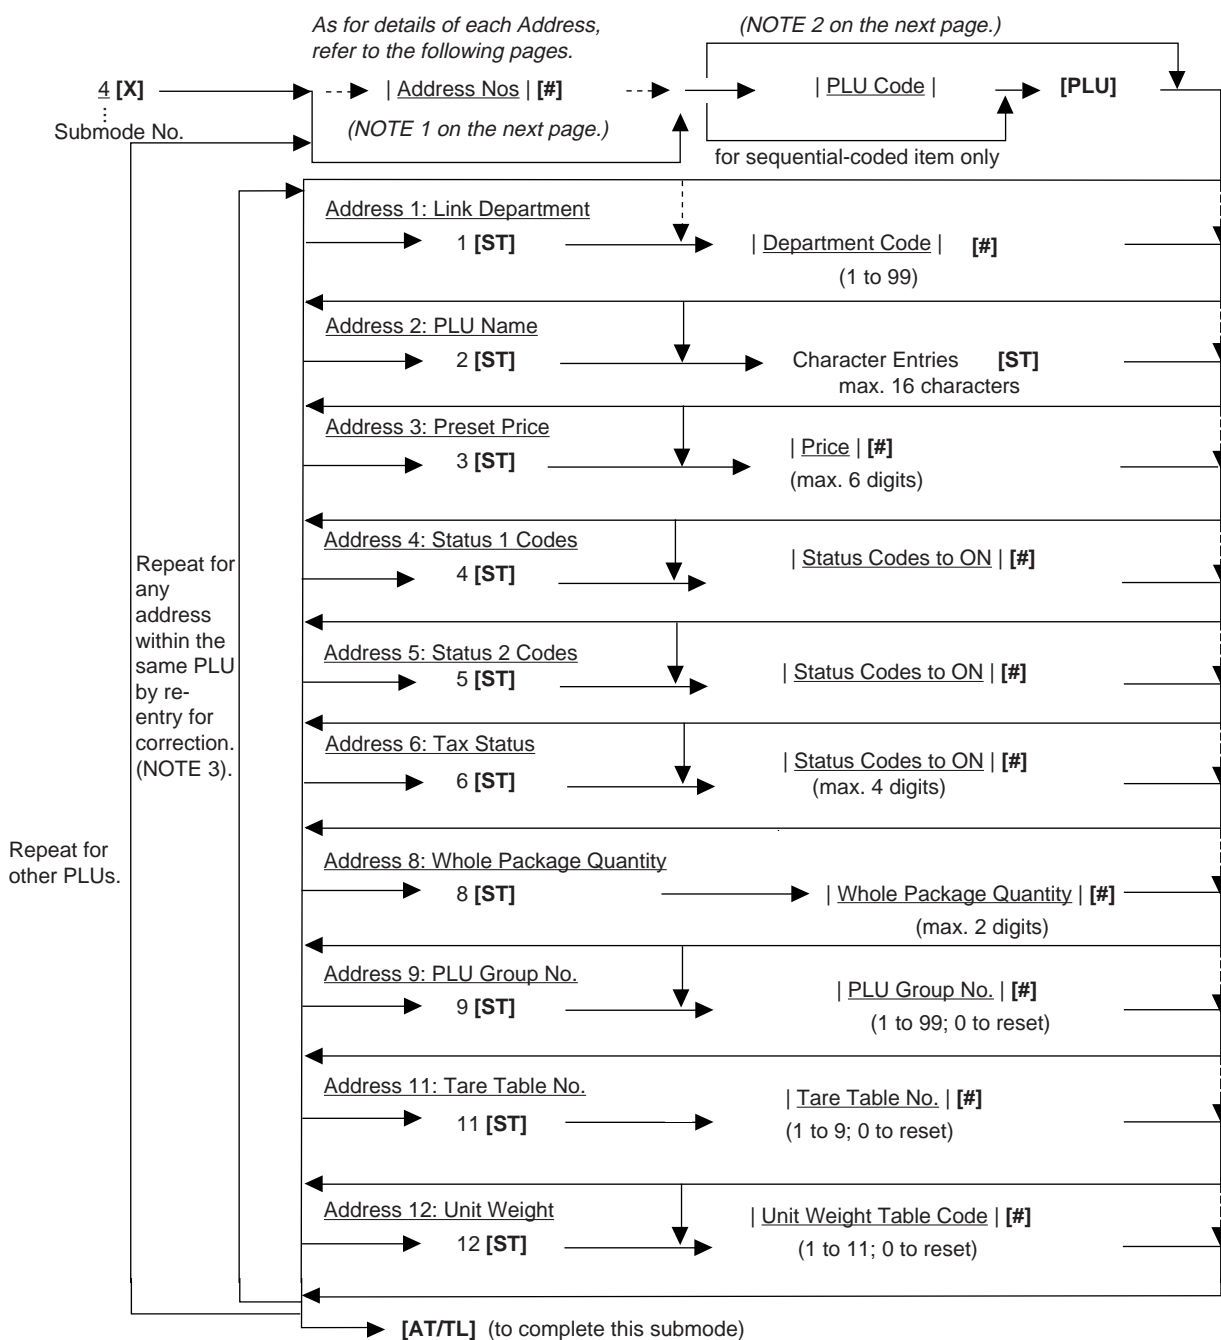 As for details of each Address,
refer to the following pages.
(NOTE 2 on the next page.)
4 [X]
| Address Nos | [#]
| PLU Code |
[PLU]
Submode No.
(NOTE 1 on the next page.)
for sequential-coded item only
Address 1: Link Department
1 [ST]
| Department Code | [#]
(1 to 99)
Address 2: PLU Name
2 [ST]
Character Entries [ST]
max. 16 characters
Address 3: Preset Price
3 [ST]
| Price | [#]
(max. 6 digits)
Address 4: Status 1 Codes
4 [ST]
| Status Codes to ON | [#]
Repeat for
any
address
within the
same PLU
by re-
entry for
correction.
(NOTE 3).
Address 5: Status 2 Codes
5 [ST]
| Status Codes to ON | [#]
Address 6: Tax Status
6 [ST]
| Status Codes to ON | [#]
(max. 4 digits)
Repeat for
other PLUs.
Address 8: Whole Package Quantity
8 [ST]
| Whole Package Quantity | [#]
(max. 2 digits)
Address 9: PLU Group No.
9 [ST]
| PLU Group No. | [#]
(1 to 99; 0 to reset)
Address 11: Tare Table No.
11 [ST]
| Tare Table No. | [#]
(1 to 9; 0 to reset)
Address 12: Unit Weight
12 [ST]
| Unit Weight Table Code | [#]
(1 to 11; 0 to reset)
[AT/TL] (to complete this submode)